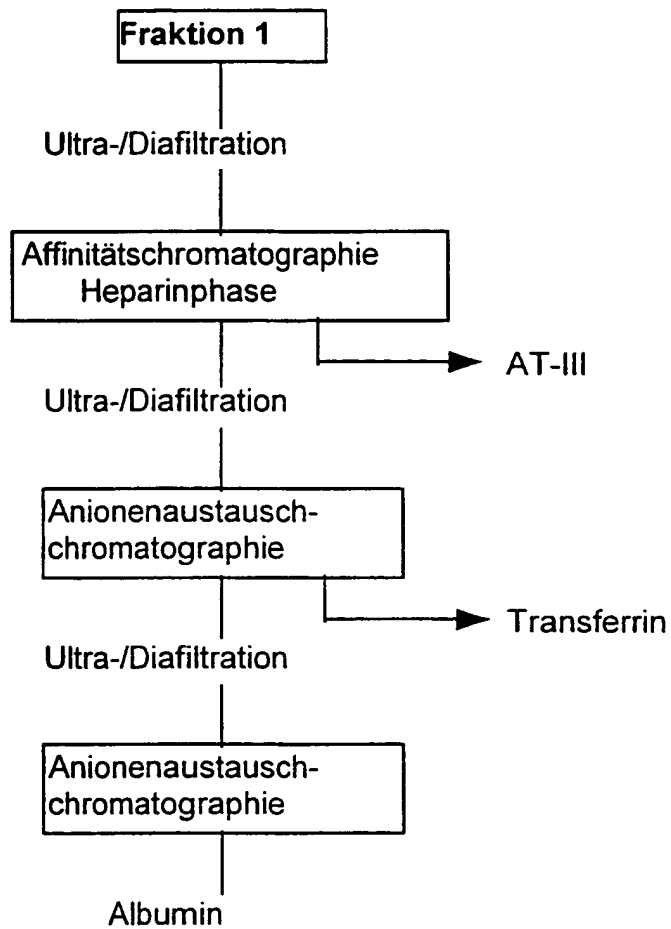 Fraktion 1
Ultra-/Diafiltration
Affinitätschromatographie
Heparinphase
AT-III
Ultra-/Diafiltration
Anionenaustausch-
chromatographie
Transferrin
Ultra-/Diafiltration
Anionenaustausch-
chromatographie
Albumin